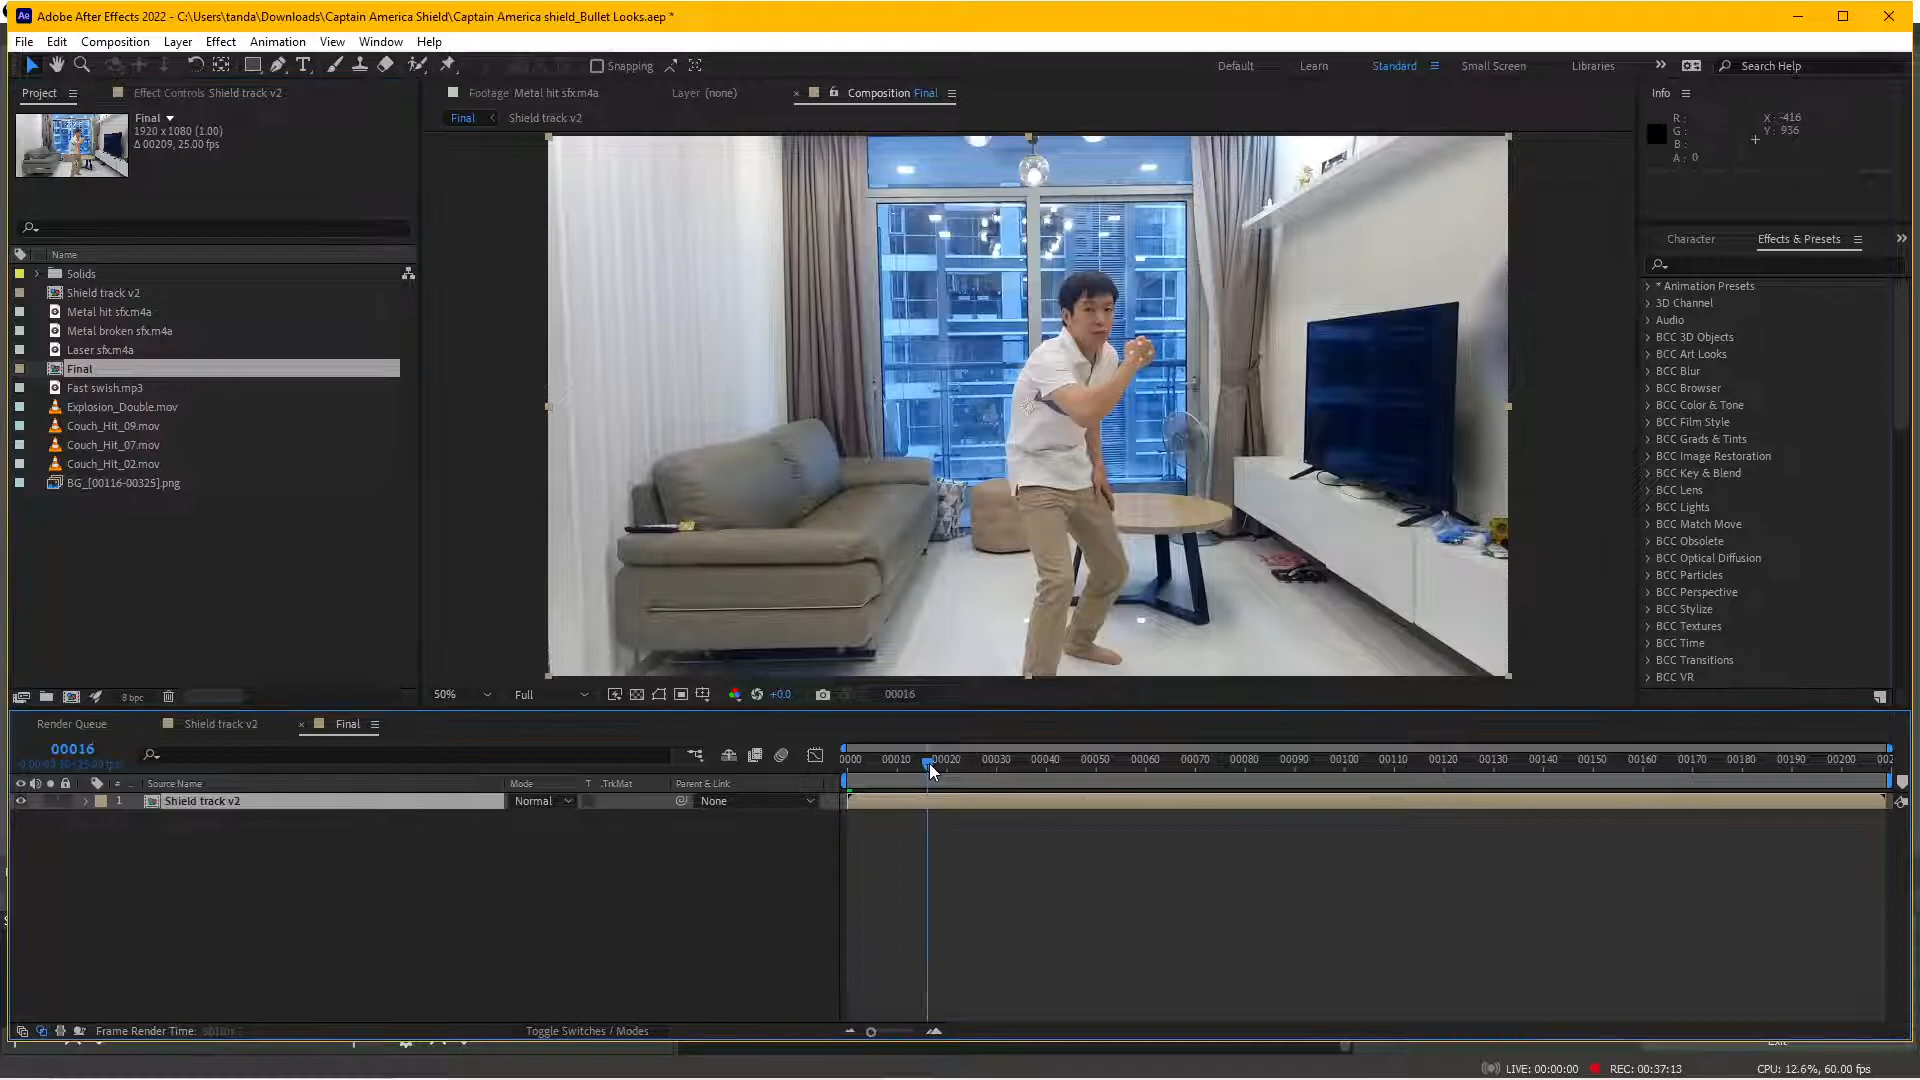 Adobe After Effects 2022 - C:\Users\tanda\Downloads\Captain America Shield\Captain America shield_Bullet Looks.aep *
File Edit Composition Layer Effect Animation View Window Help
Snapping
Default Learn Standard Small Screen Libraries Search Help
Project Effect Controls Shield track v2 Footage Metal hit sfx.m4a Layer (none) Composition Final Info
Final
1920 x 1080 (1.00)
Δ 00209, 25.00 fps
Final Shield track v2
R :
G :
B :
A : 0
X : -416
Y : 936
Character Effects & Presets
Name
Solids
Shield track v2
Metal hit sfx.m4a
Metal broken sfx.m4a
Laser sfx.m4a
Final
Fast swish.mp3
Explosion_Double.mov
Couch_Hit_09.mov
Couch_Hit_07.mov
Couch_Hit_02.mov
BG_[00116-00325].png
* Animation Presets
3D Channel
Audio
BCC 3D Objects
BCC Art Looks
BCC Blur
BCC Browser
BCC Color & Tone
BCC Film Style
BCC Grads & Tints
BCC Image Restoration
BCC Key & Blend
BCC Lens
BCC Lights
BCC Match Move
BCC Obsolete
BCC Optical Diffusion
BCC Particles
BCC Perspective
BCC Stylize
BCC Textures
BCC Time
BCC Transitions
BCC VR
8 bpc
50% Full +0.0 00016
Render Queue Shield track v2 Final
00016
0000 00010 00020 00030 00040 00050 00060 00070 00080 00090 00100 00110 00120 00130 00140 00150 00160 00170 00180 00190 00200 002
# Source Name Mode T .TrkMat Parent & Link
1 Shield track v2 Normal None
Frame Render Time: Toggle Switches / Modes
LIVE: 00:00:00 REC: 00:37:13 CPU: 12.6%, 60.00 fps